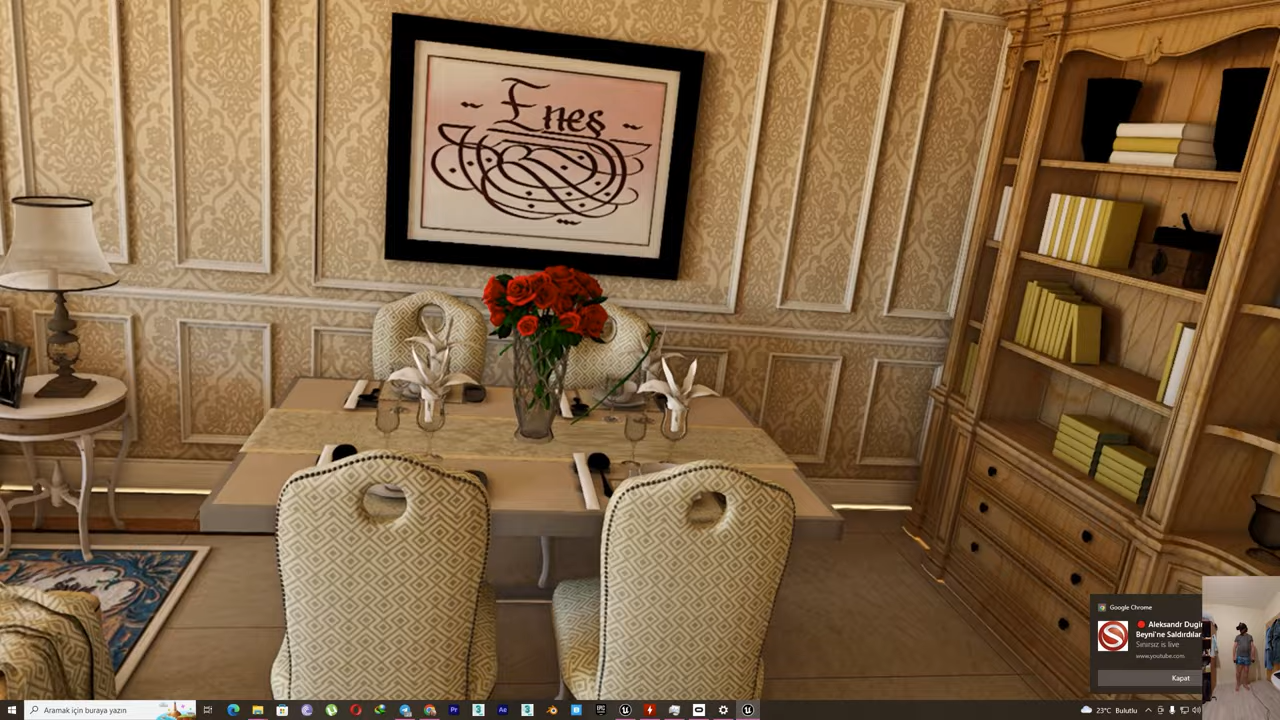 Enes
Google Chrome
Aleksandr Dugi
Beyni'ne Saldırdılar
Sınırsız is live
www.youtube.com
Kapat
Aramak için buraya yazın
23°C Bulutlu